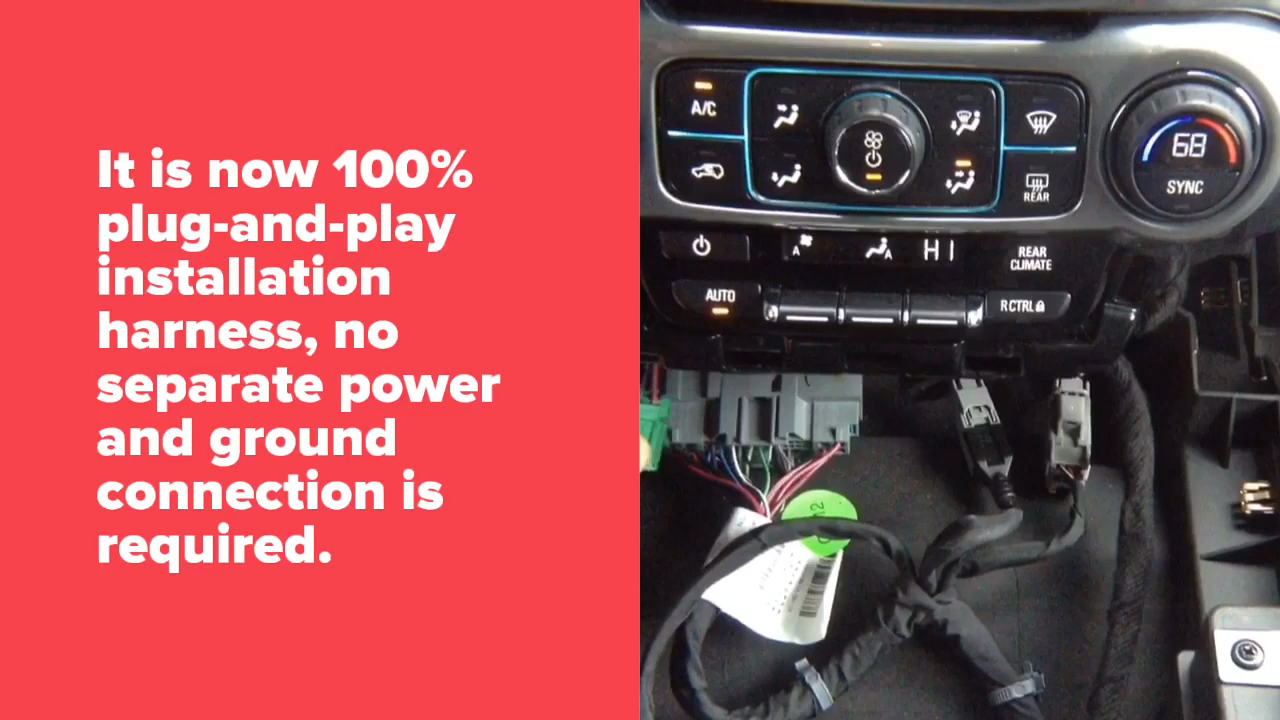 It is now 100%
plug-and-play
installation
harness, no
separate power
and ground
connection is
required.
A/C
68
SYNC
REAR
A
A
HI
REAR
CLIMATE
AUTO
R CTRL